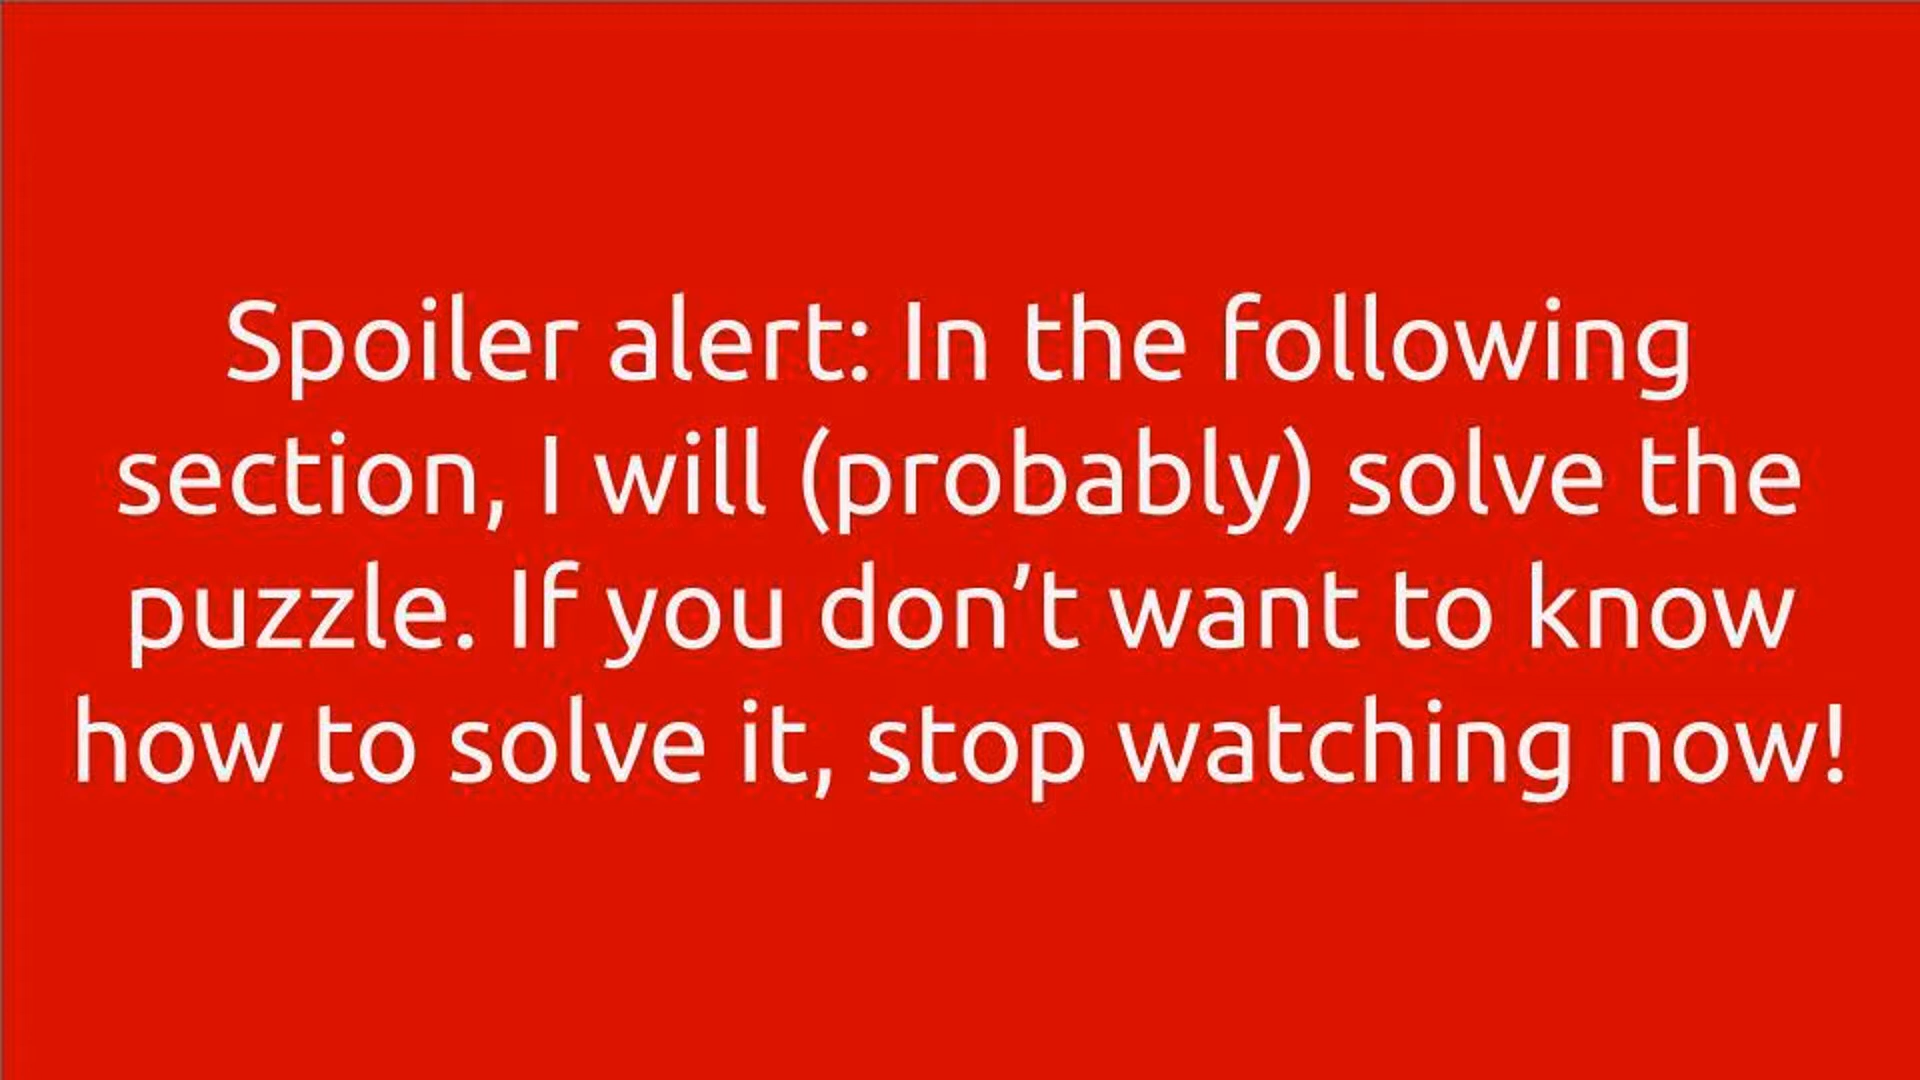 Spoiler alert: In the following
section, I will (probably) solve the
puzzle. If you don’t want to know
how to solve it, stop watching now!